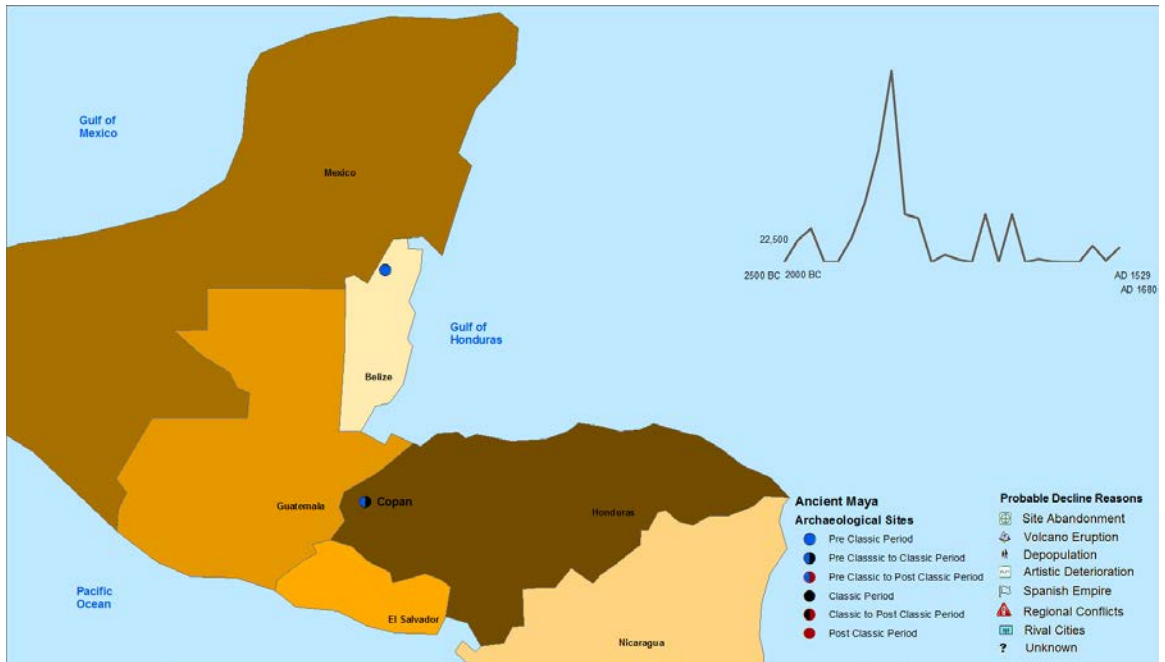 Gulf of
Mexico
Mexico
22,500
2500 BC 2000 BC
AD 1529
AD 1680
Gulf of
Honduras
Belize
Copan
Guatemala
Honduras
El Salvador
Nicaragua
Pacific
Ocean
Ancient Maya
Archaeological Sites
Pre Classic Period
Pre Classsic to Classic Period
Pre Classic to Post Classic Period
Classic Period
Classic to Post Classic Period
Post Classic Period
Probable Decline Reasons
Site Abandonment
Volcano Eruption
Depopulation
Artistic Deterioration
Spanish Empire
Regional Conflicts
Rival Cities
? Unknown